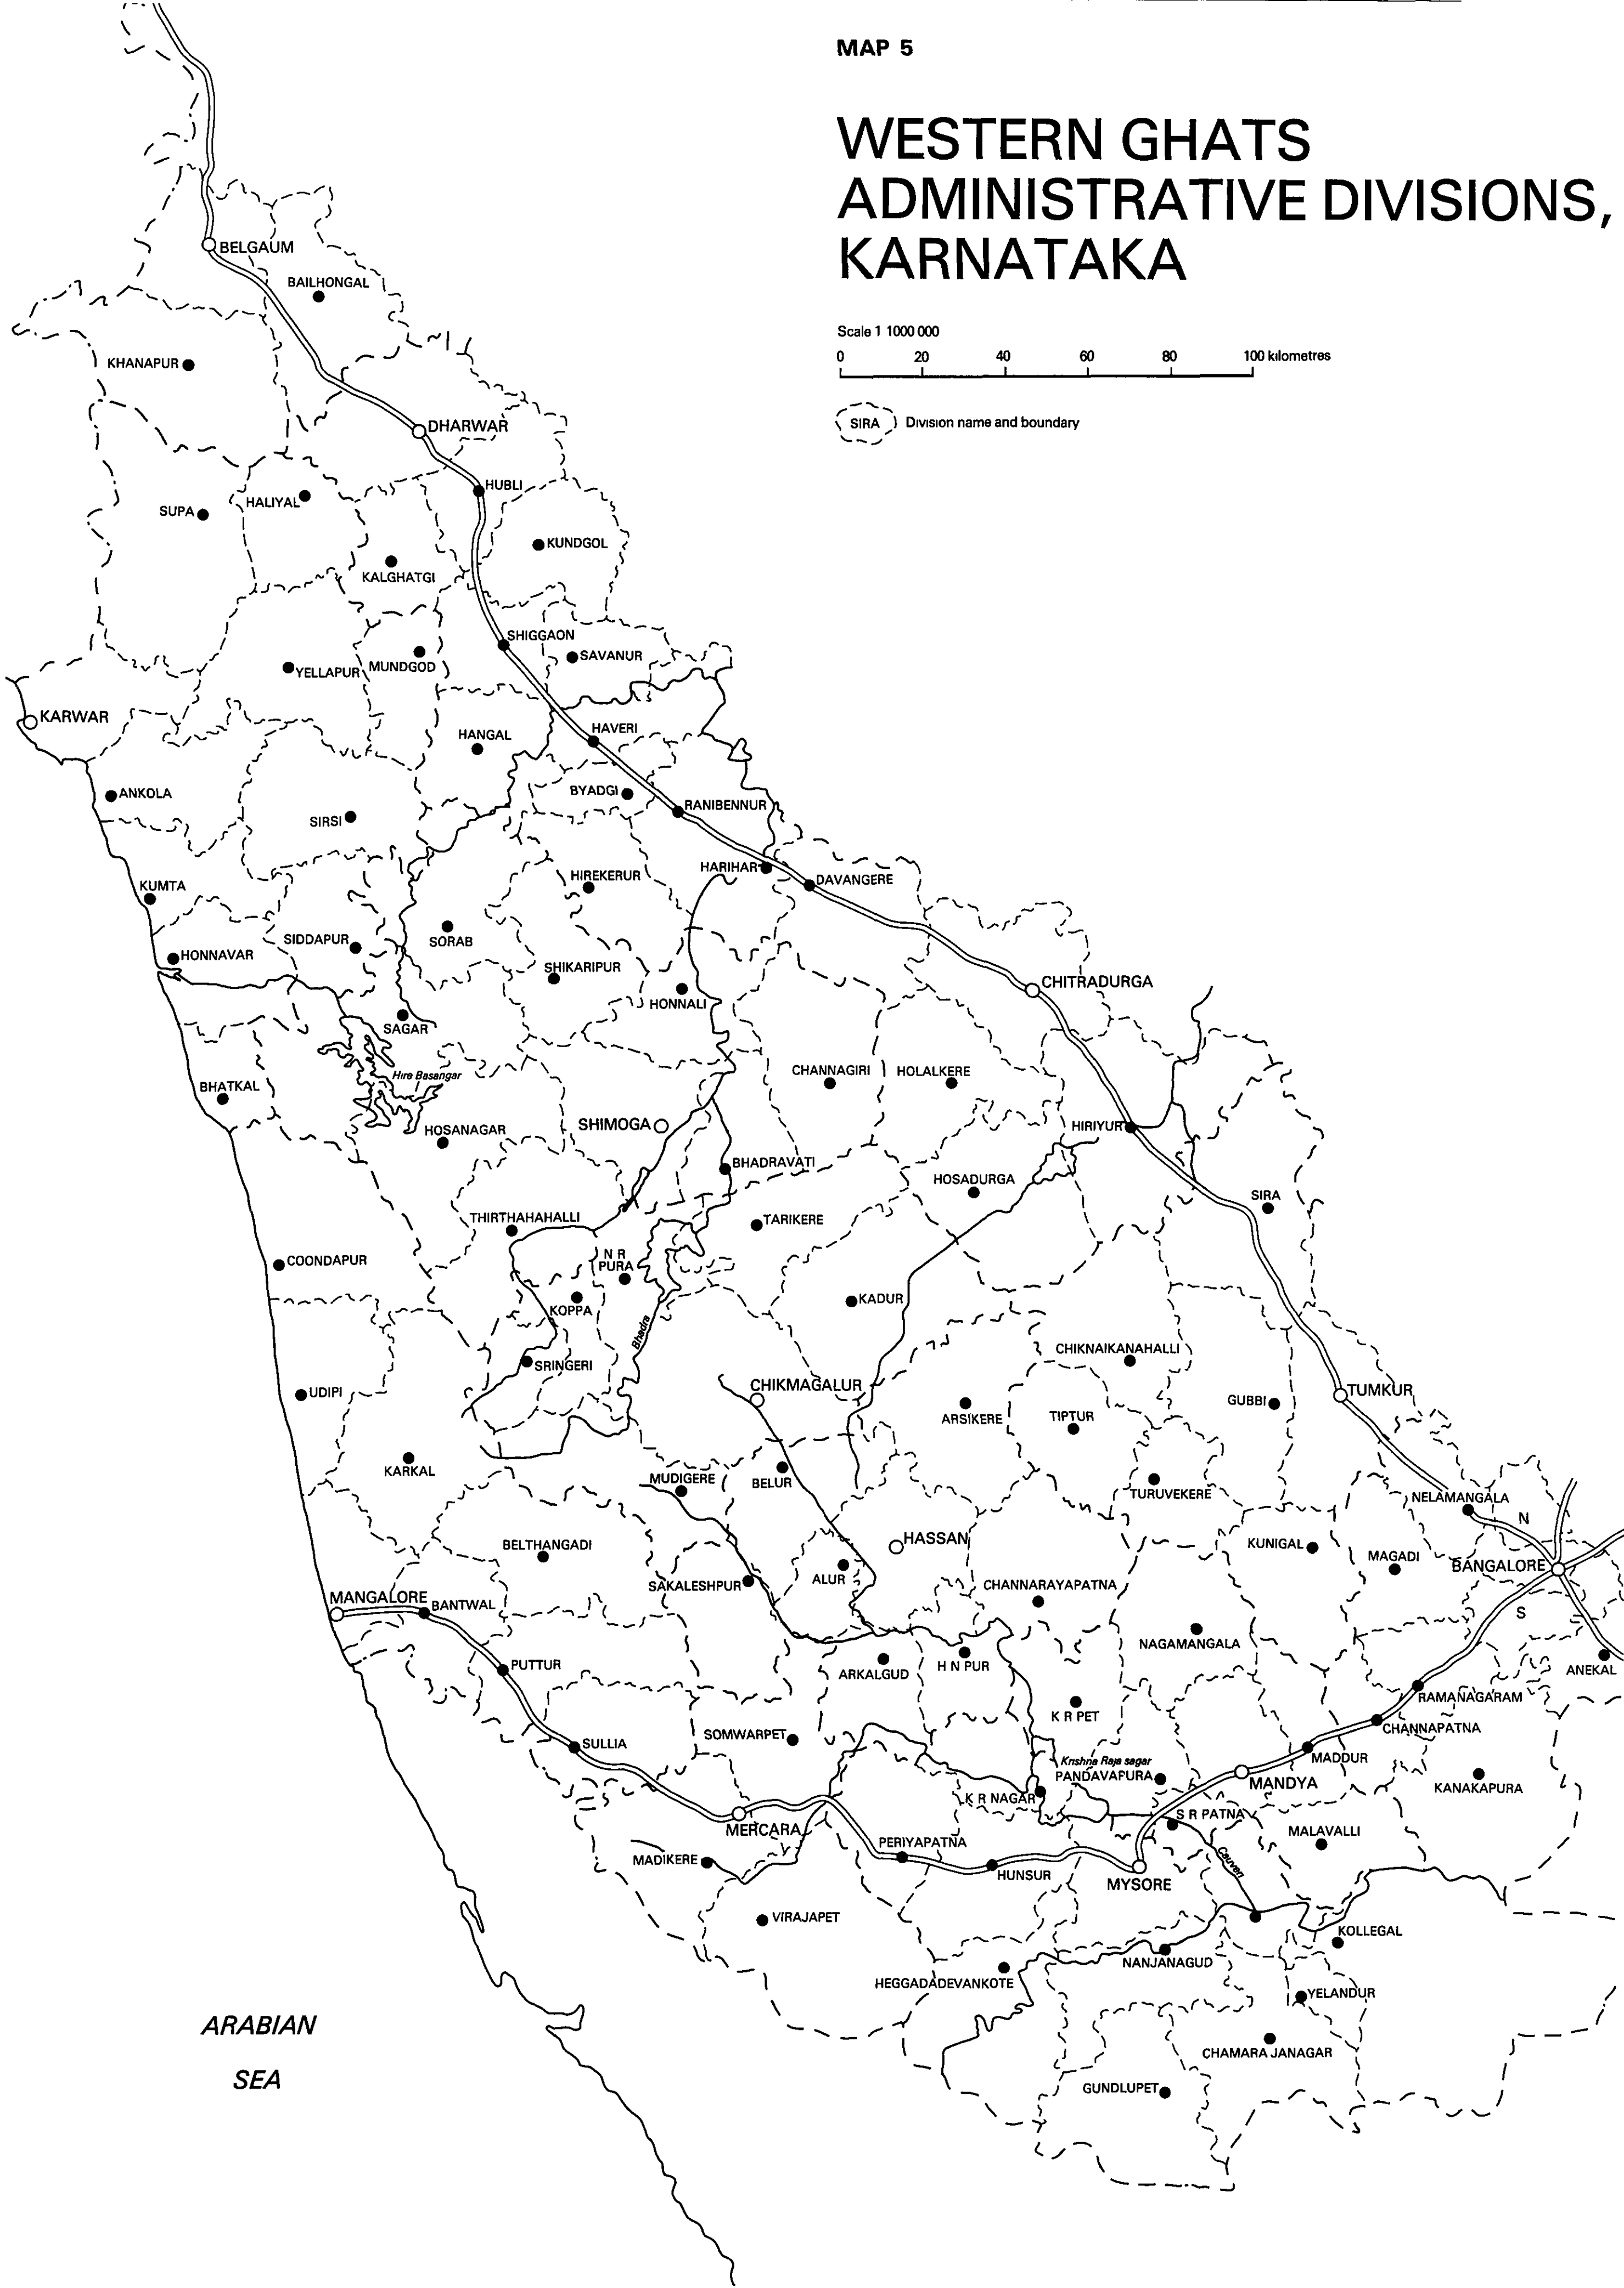 MAP 5
WESTERN GHATS
ADMINISTRATIVE DIVISIONS,
KARNATAKA
Scale 1 1000 000
0 20 40 60 80 100 kilometres
SIRA Division name and boundary
BELGAUM
BAILHONGAL
KHANAPUR
DHARWAR
HUBLI
HALIYAL
SUPA
KUNDGOL
KALGHATGI
SHIGGAON
SAVANUR
MUNDGOD
YELLAPUR
KARWAR
HAVERI
HANGAL
ANKOLA
BYADGI
RANIBENNUR
SIRSI
HARIHAR
DAVANGERE
HIREKERUR
KUMTA
SIDDAPUR
SORAB
HONNAVAR
SHIKARIPUR
HONNALI
CHITRADURGA
SAGAR
Hire Basangar
BHATKAL
CHANNAGIRI
HOLALKERE
SHIMOGA
HIRIYUR
HOSANAGAR
BHADRAVATI
HOSADURGA
SIRA
THIRTHAHAHALLI
TARIKERE
N R
PURA
COONDAPUR
KADUR
KOPPA
Bhadra
CHIKNAIKANAHALLI
SRINGERI
CHIKMAGALUR
UDIPI
TUMKUR
GUBBI
ARSIKERE
TIPTUR
KARKAL
MUDIGERE
BELUR
TURUVEKERE
NELAMANGALA
N
HASSAN
KUNIGAL
BELTHANGADI
MAGADI
BANGALORE
ALUR
SAKALESHPUR
CHANNARAYAPATNA
MANGALORE
BANTWAL
S
NAGAMANGALA
PUTTUR
ARKALGUD
H N PUR
ANEKAL
RAMANAGARAM
K R PET
CHANNAPATNA
SOMWARPET
SULLIA
MADDUR
Krishna Raja sagar
PANDAVAPURA
MANDYA
KANAKAPURA
K R NAGAR
S R PATNA
MERCARA
MALAVALLI
PERIYAPATNA
MADIKERE
HUNSUR
MYSORE
Cauveri
VIRAJAPET
KOLLEGAL
NANJANAGUD
HEGGADADEVANKOTE
YELANDUR
CHAMARAJANAGAR
GUNDLUPET
ARABIAN
SEA